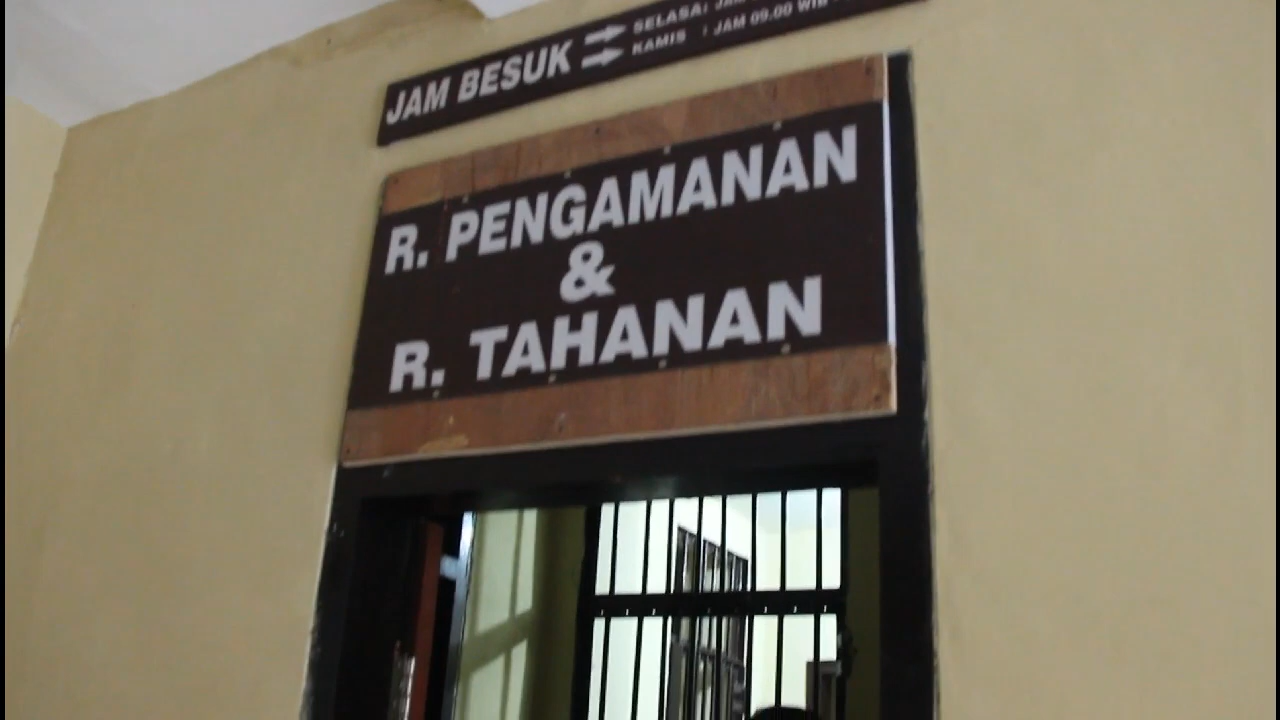 JAM BESUK
SELASA:
KAMIS : JAM 09.00 WIB
R. PENGAMANAN
&
R. TAHANAN